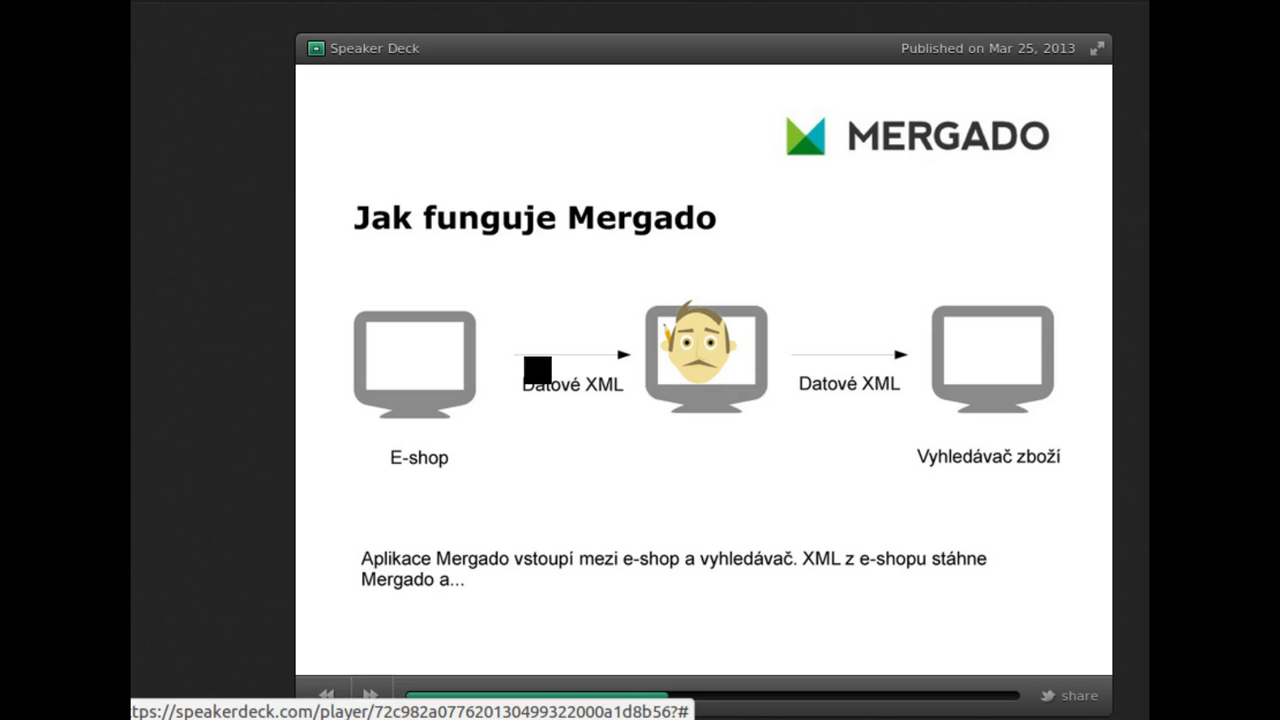 Speaker Deck
Published on Mar 25, 2013
MERGADO
Jak funguje Mergado
Datové XML
Datové XML
E-shop
Vyhledávač zboží
Aplikace Mergado vstoupí mezi e-shop a vyhledávač. XML z e-shopu stáhne
Mergado a...
share
tps://speakerdeck.com/player/72c982a077620130499322000a1d8b56?#